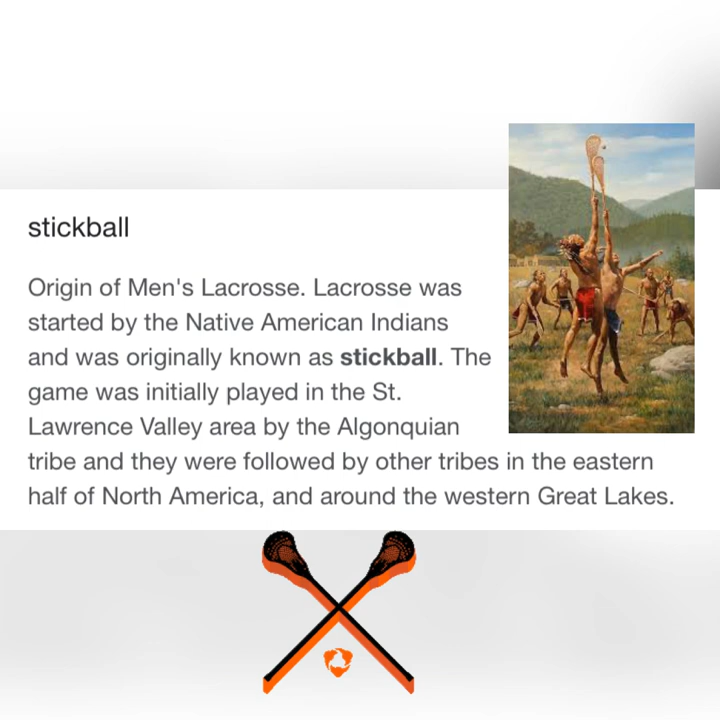 stickball
Origin of Men's Lacrosse. Lacrosse was
started by the Native American Indians
and was originally known as stickball. The
game was initially played in the St.
Lawrence Valley area by the Algonquian
tribe and they were followed by other tribes in the eastern
half of North America, and around the western Great Lakes.